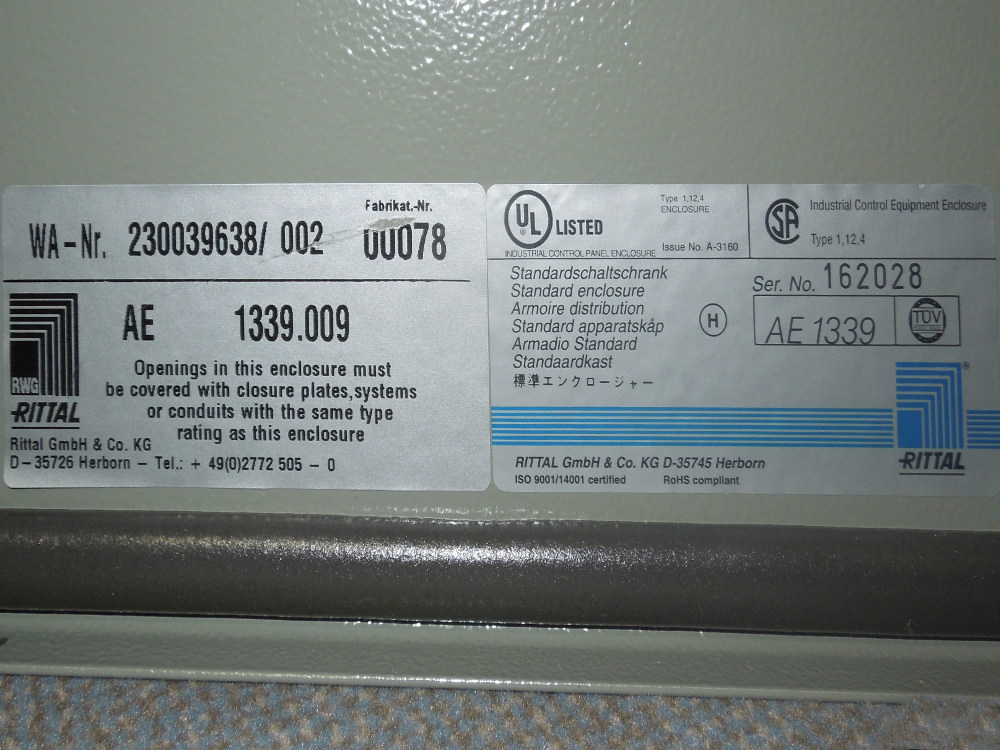 Fabrikat.-Nr.
WA-Nr. 230039638/ 002 00078
AE 1339.009
Openings in this enclosure must
be covered with closure plates,systems
or conduits with the same type
rating as this enclosure
RWG
RITTAL
Rittal GmbH & Co. KG
D-35726 Herborn - Tel.: + 49(0)2772 505 - 0
UL ® LISTED
INDUSTRIAL CONTROL PANEL ENCLOSURE
Type 1,12,4
ENCLOSURE
Issue No. A-3160
SA Industrial Control Equipment Enclosure
Type 1,12,4
Standardschaltschrank
Standard enclosure
Armoire distribution
Standard apparatskåp
Armadio Standard
Standaardkast
標準エンクロージャー
H
Ser. No. 162028
AE 1339
TÜV
®
RITTAL
RITTAL GmbH & Co. KG D-35745 Herborn
ISO 9001/14001 certified RoHS compliant